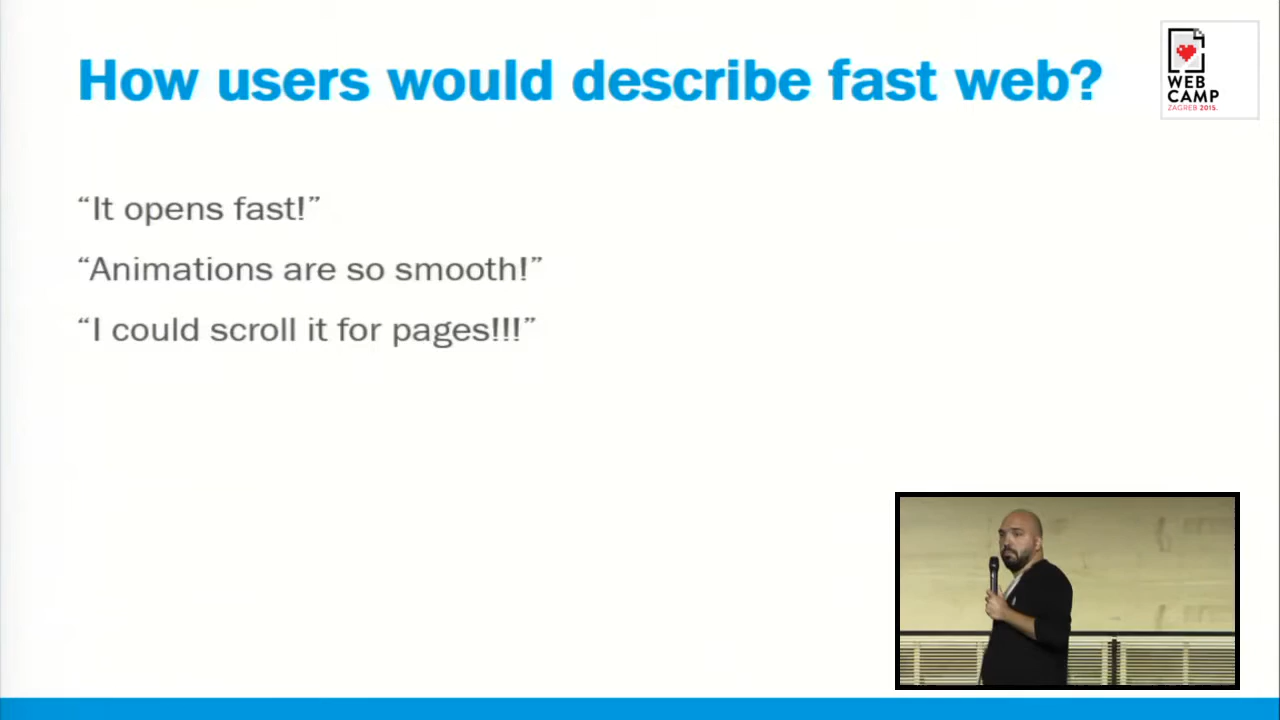 How users would describe fast web?
WEB
CAMP
ZAGREB 2015.
“It opens fast!”
“Animations are so smooth!”
“I could scroll it for pages!!!”